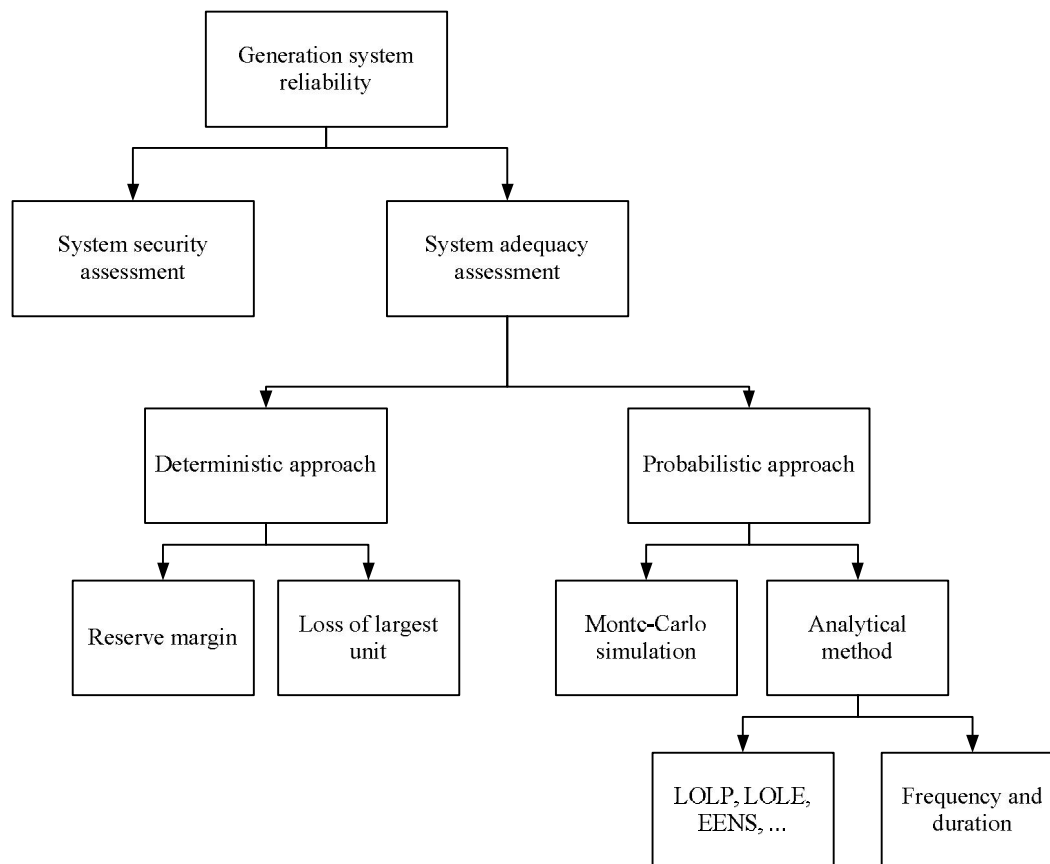 Generation system
reliability
System security
assessment
System adequacy
assessment
Deterministic approach
Probabilistic approach
Reserve margin
Loss of largest
unit
Monte-Carlo
simulation
Analytical
method
LOLP, LOLE,
EENS, ...
Frequency and
duration